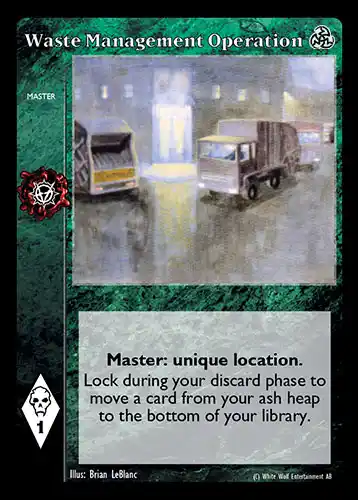 Waste Management Operation
MASTER
Master: unique location.
Lock during your discard phase to
move a card from your ash heap
to the bottom of your library.
1
Illus: Brian LeBlanc
(C) White Wolf Entertainment AB